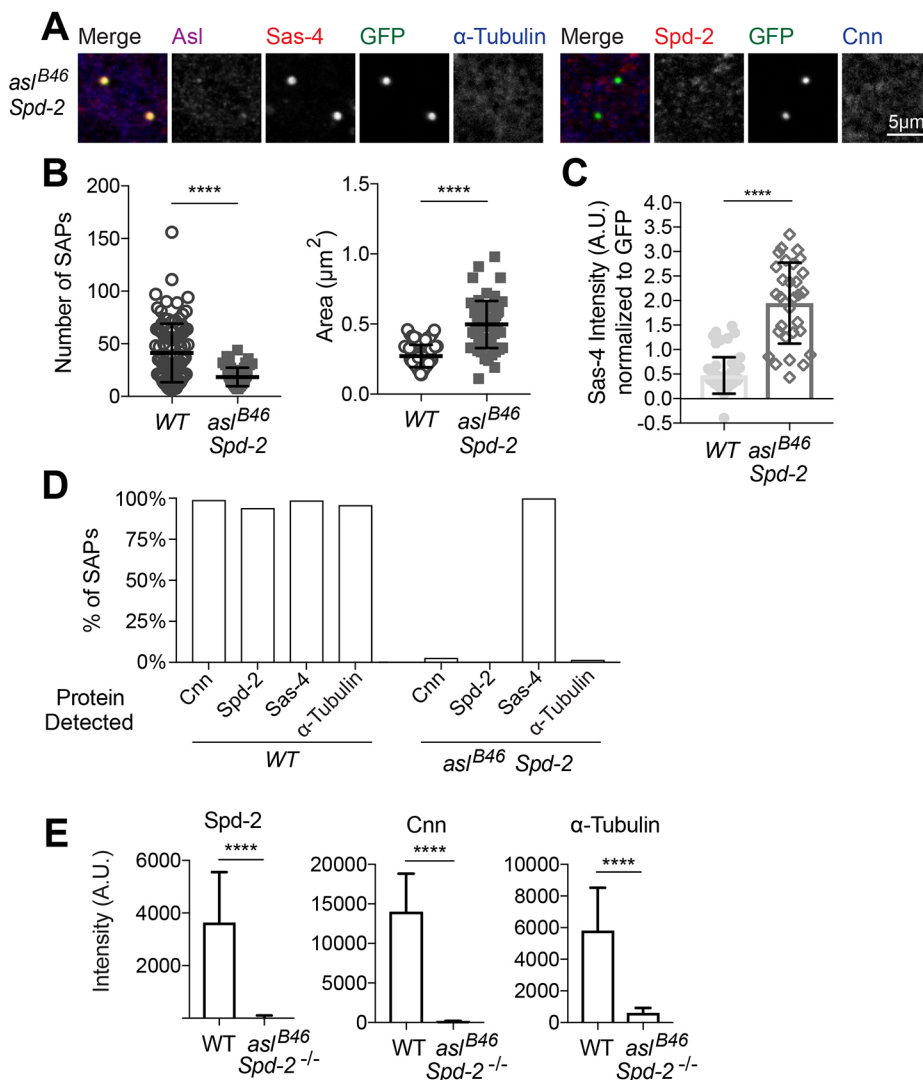 A
Merge Asl Sas-4 GFP α-Tubulin Merge Spd-2 GFP Cnn
asl^B46
Spd-2
5µm
B
Number of SAPs
200
150
100
50
0
****
WT asl^B46
Spd-2
Area (µm²)
1.5
1.0
0.5
0.0
****
WT asl^B46
Spd-2
C
Sas-4 Intensity (A.U.)
normalized to GFP
4.0
3.5
3.0
2.5
2.0
1.5
1.0
0.5
0.0
-0.5
****
WT asl^B46
Spd-2
D
% of SAPs
100%
75%
50%
25%
0%
Protein
Detected
Cnn Spd-2 Sas-4 α-Tubulin Cnn Spd-2 Sas-4 α-Tubulin
WT asl^B46 Spd-2
E
Intensity (A.U.)
Spd-2
****
6000
4000
2000
WT asl^B46
Spd-2 -/-
Cnn
****
20000
15000
10000
5000
0
WT asl^B46
Spd-2 -/-
α-Tubulin
****
10000
8000
6000
4000
2000
0
WT asl^B46
Spd-2 -/-